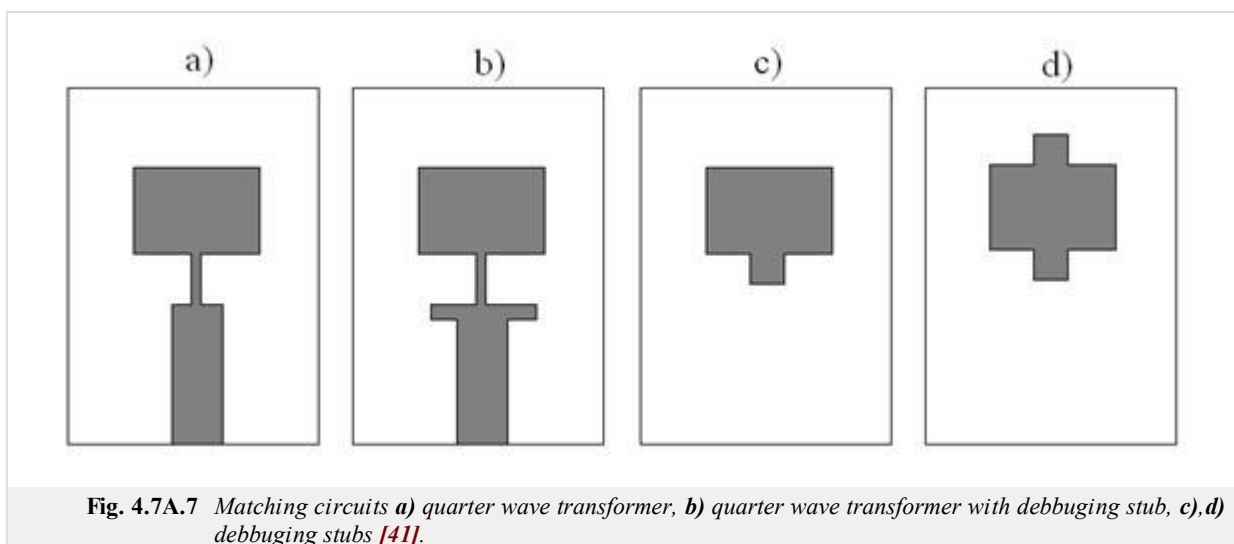 a)
b)
c)
d)
Fig. 4.7A.7 Matching circuits a) quarter wave transformer, b) quarter wave transformer with debbuging stub, c),d)
debbuging stubs [41].